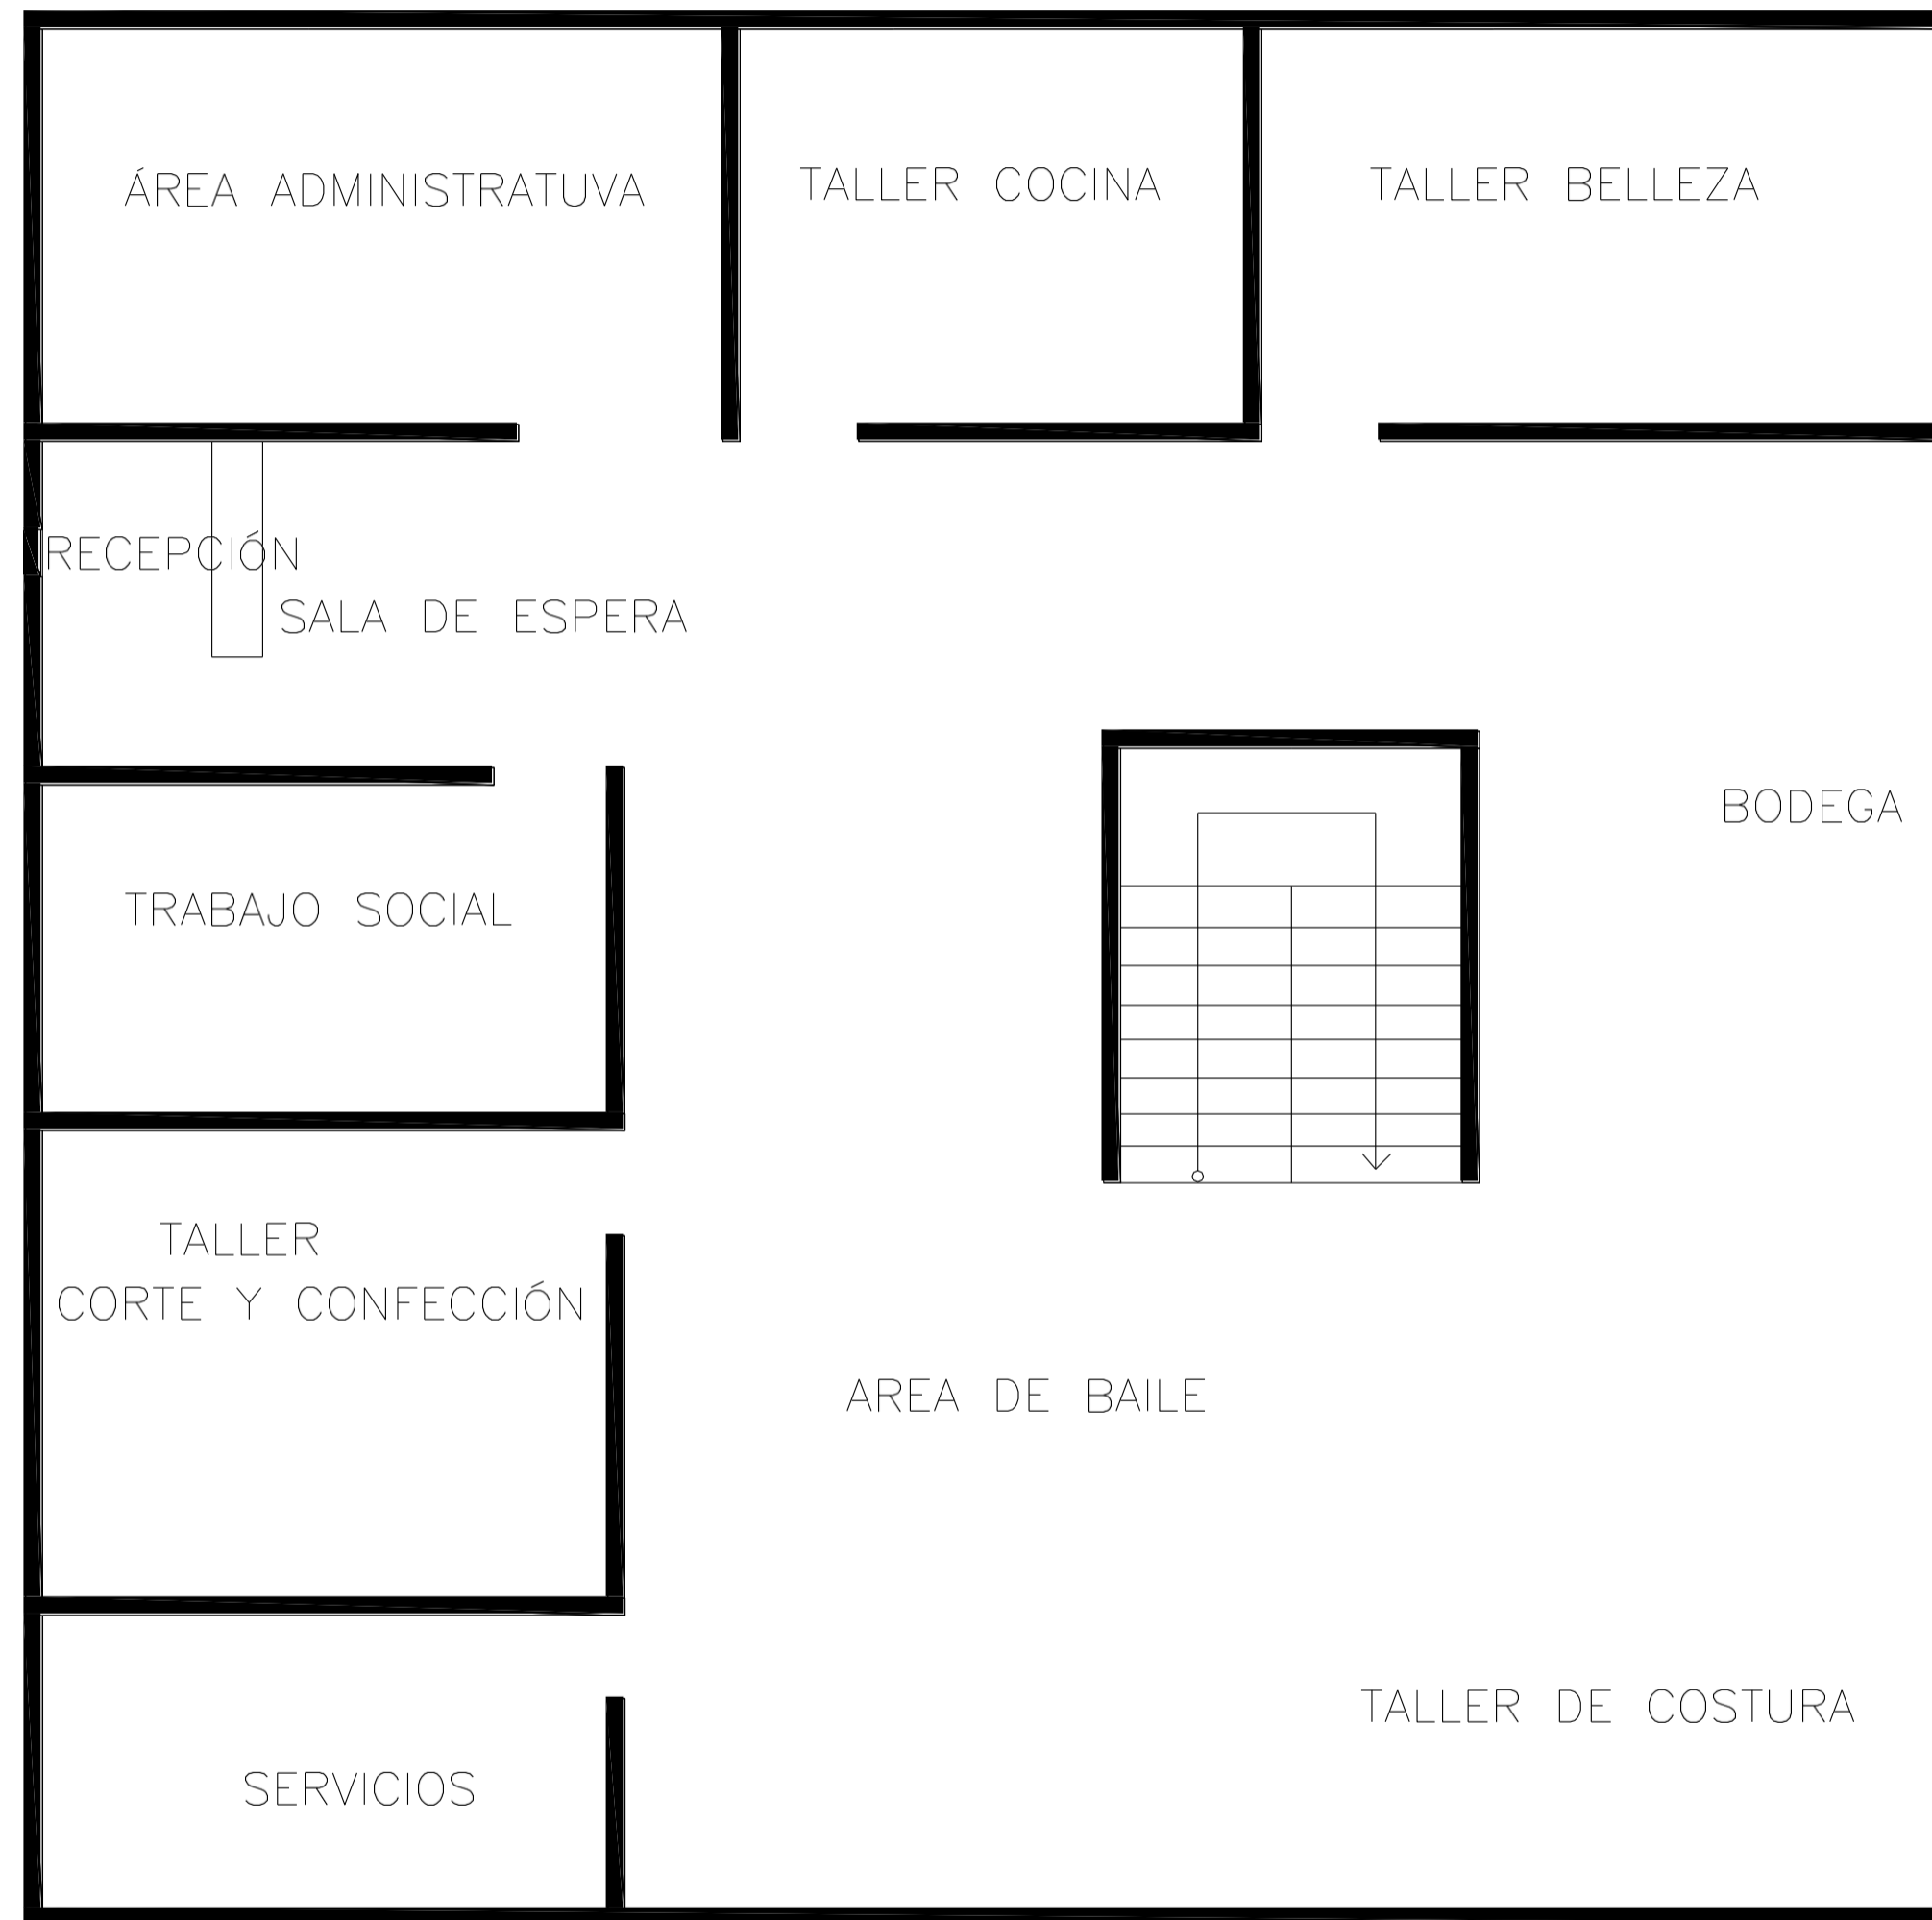 ÁREA ADMINISTRATUVA
TALLER COCINA
TALLER BELLEZA
RECEPCIÓN
SALA DE ESPERA
BODEGA
TRABAJO SOCIAL
TALLER
CORTE Y CONFECCIÓN
AREA DE BAILE
TALLER DE COSTURA
SERVICIOS